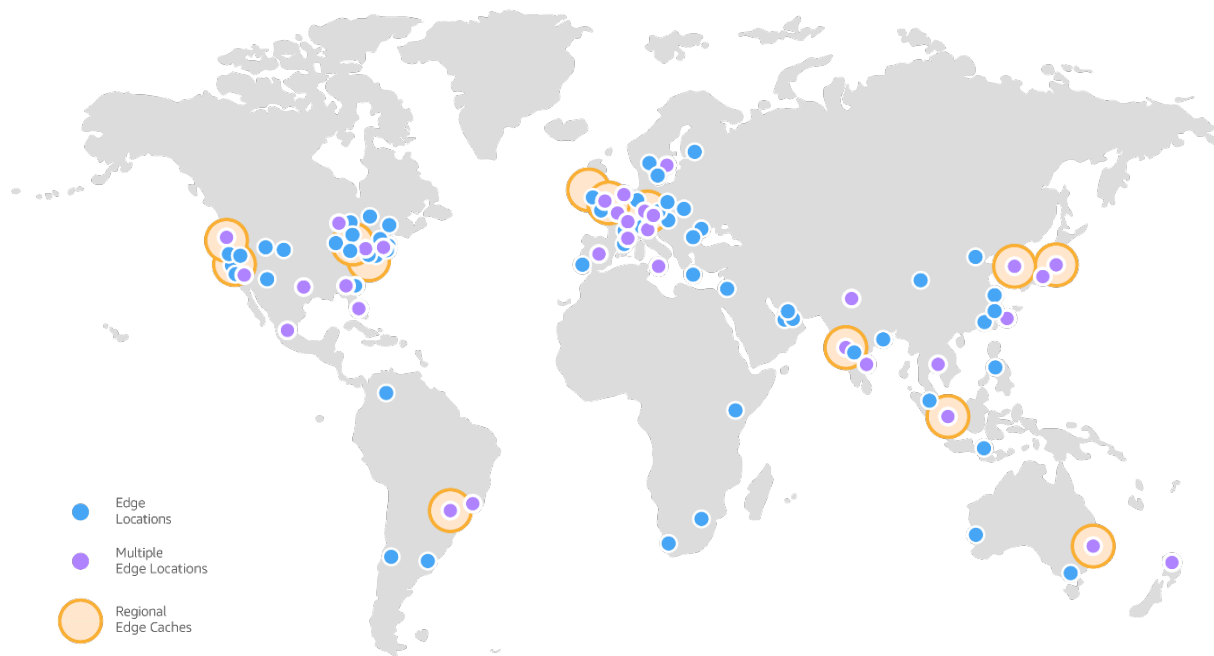 Edge
Locations
Multiple
Edge Locations
Regional
Edge Caches